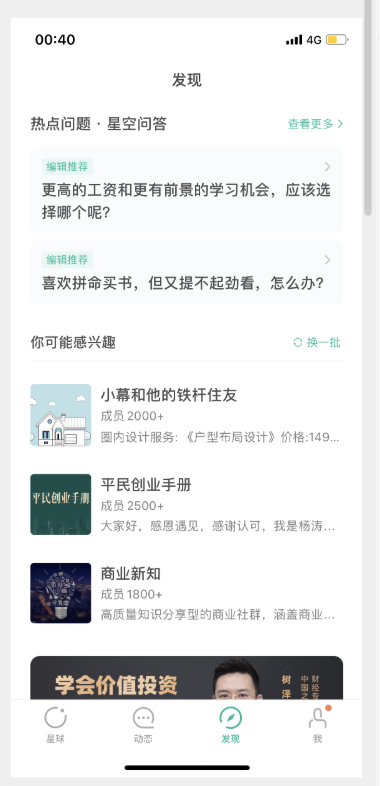 00:40
4G
发现
热点问题 · 星空问答
查看更多
编辑推荐
更高的工资和更有前景的学习机会，应该选
择哪个呢？
编辑推荐
喜欢拼命买书，但又提不起劲看，怎么办？
你可能感兴趣
换一批
小幕和他的铁杆住友
成员 2000+
圈内设计服务:《户型布局设计》价格:149...
平民创业手册
平民创业手册
成员 2500+
大家好，感恩遇见，感谢认可，我是杨涛...
商业新知
成员 1800+
高质量知识分享型的商业社群，涵盖商业...
学会价值投资
树泽
中国之
财经专
星球
动态
发现
我